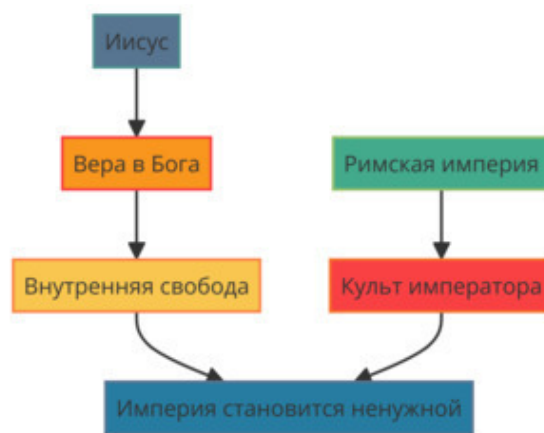 Иисус
Вера в Бога
Римская империя
Внутренняя свобода
Культ императора
Империя становится ненужной